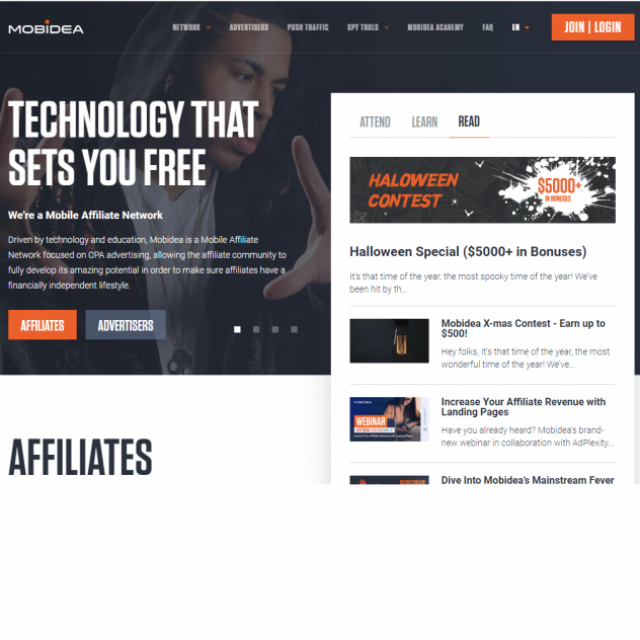 MOBIDEA
NETWORK
ADVERTISERS
PUSH TRAFFIC
SPY TOOLS
MOBIDEA ACADEMY
FAQ
EN
JOIN | LOGIN
TECHNOLOGY THAT
SETS YOU FREE
We're a Mobile Affiliate Network
Driven by technology and education, Mobidea is a Mobile Affiliate
Network focused on CPA advertising, allowing the affiliate community to
fully develop its amazing potential in order to make sure affiliates have a
financially independent lifestyle.
AFFILIATES
ADVERTISERS
ATTEND
LEARN
READ
HALOWEEN
CONTEST
$5000+
IN BONUSES
Halloween Special ($5000+ in Bonuses)
It's that time of the year, the most spooky time of the year! We've
been hit by th...
Mobidea X-mas Contest - Earn up to
$500!
Hey folks, It's that time of the year, the most
wonderful time of the year! We've...
WEBINAR
Increase Your Affiliate Revenue with
Landing Pages
Have you already heard? Mobidea's brand-
new webinar in collaboration with AdPlexity...
Dive Into Mobidea's Mainstream Fever
AFFILIATES